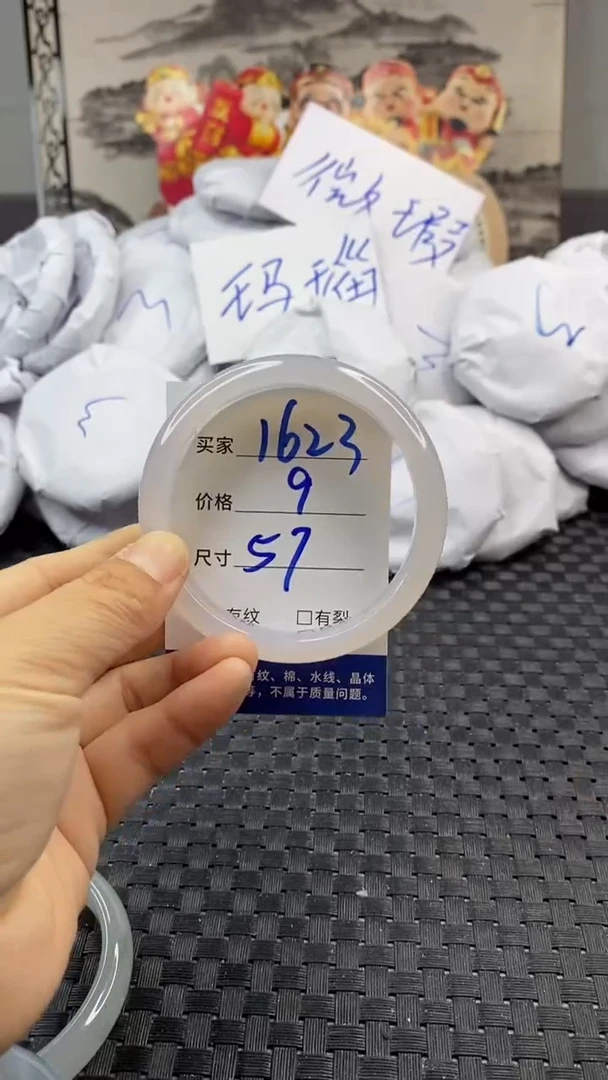 微瑕
玛瑙
买家 1623
价格 9
尺寸 57
有纹 □有裂
纹、棉、水线、晶体
等，不属于质量问题。